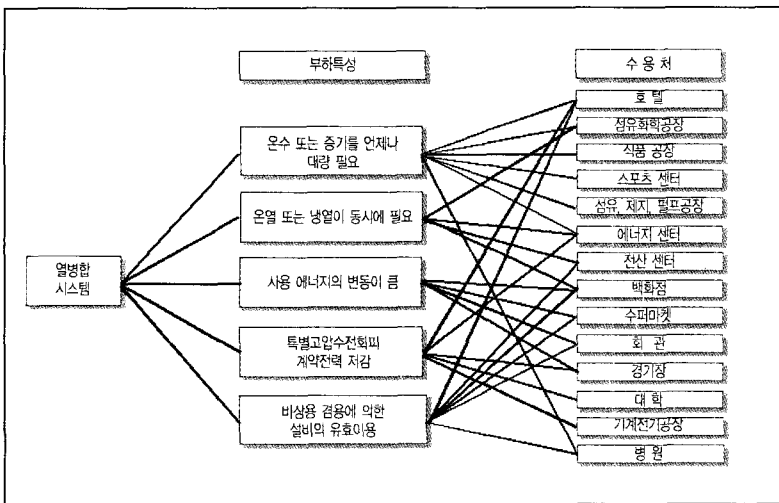 부하특성
수 용 처
온수 또는 증기를 언제나
대량 필요
온열 또는 냉열이 동시에 필요
열병합
시스템
사용 에너지의 변동이 큼
특별고압수전회피
계약전력 저감
비상용 겸용에 의한
설비의 유효이용
호 텔
섬유화학공장
식품 공장
스포츠 센터
섬유, 제지, 펄프공장
에너지 센터
전산 센터
백화점
수퍼마켓
회 관
경기장
대 학
기계전기공장
병 원